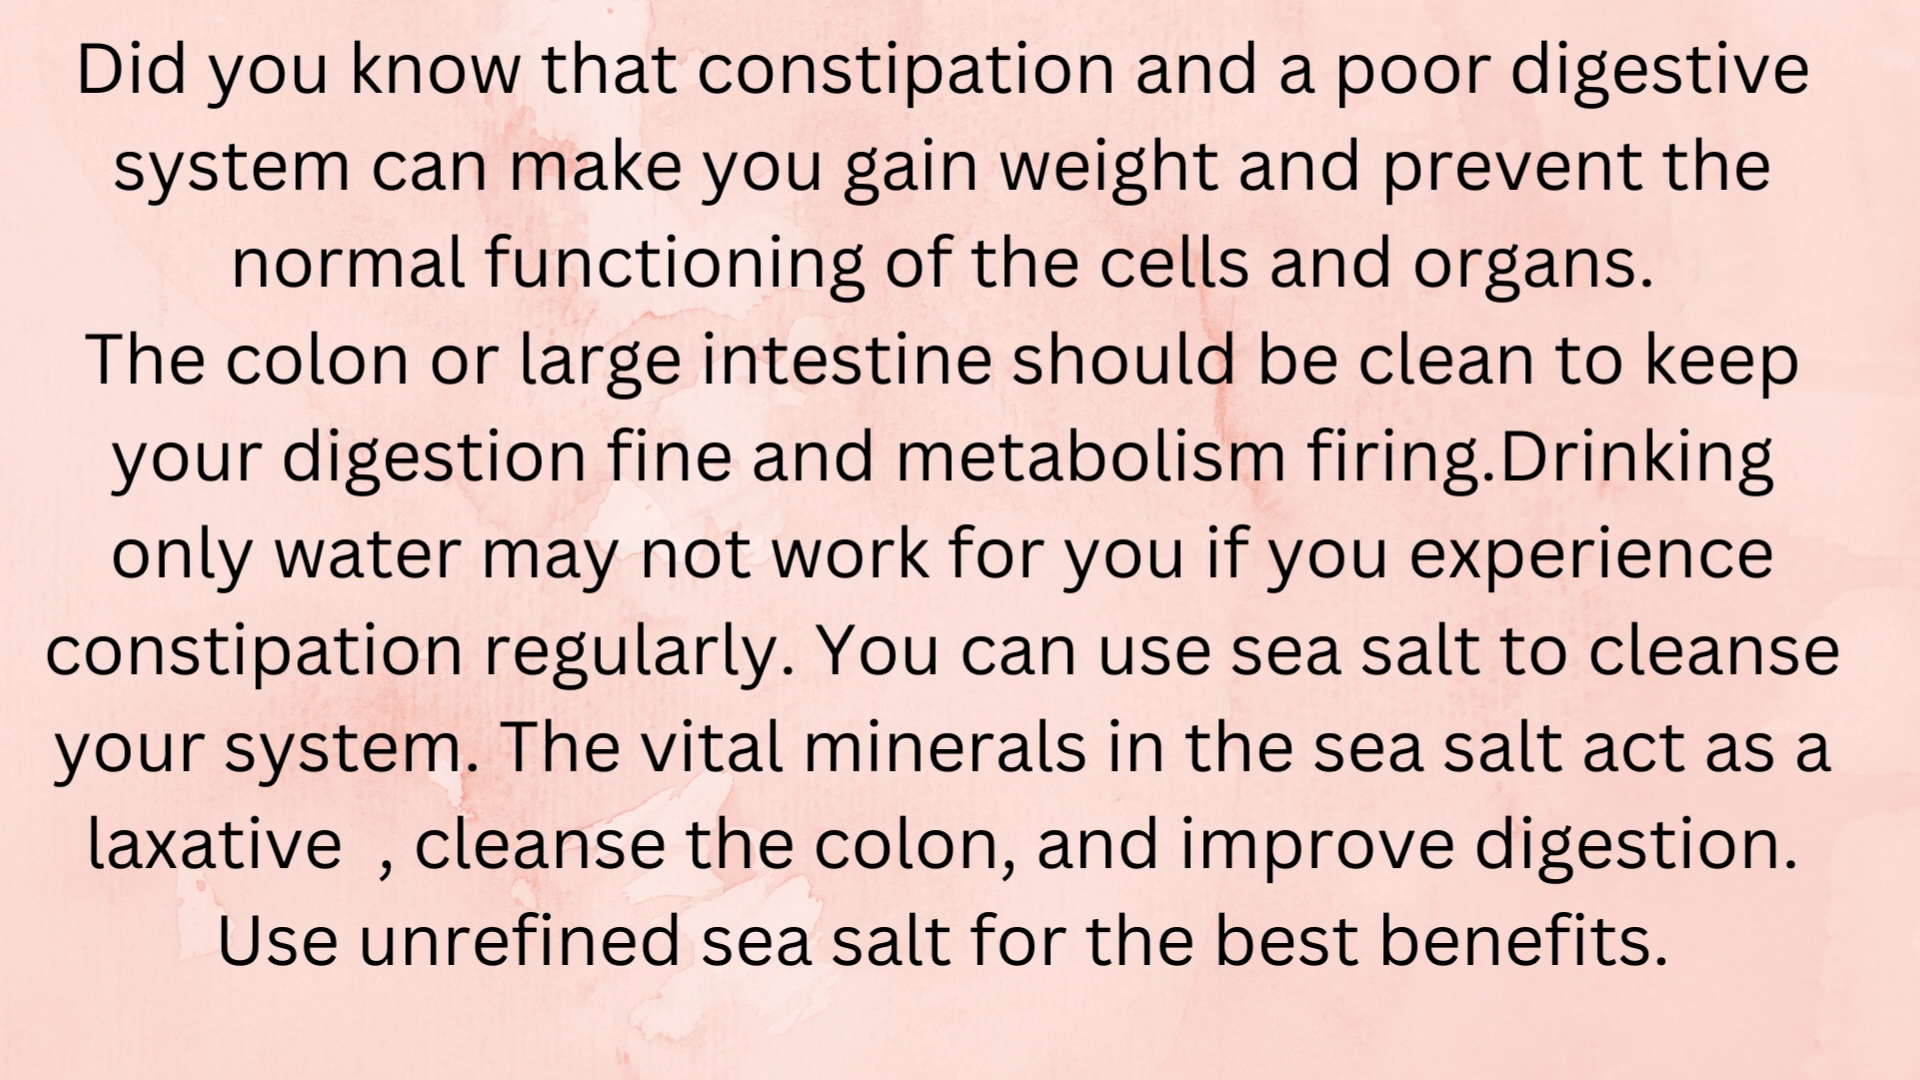 Did you know that constipation and a poor digestive
system can make you gain weight and prevent the
normal functioning of the cells and organs.
The colon or large intestine should be clean to keep
your digestion fine and metabolism firing.Drinking
only water may not work for you if you experience
constipation regularly. You can use sea salt to cleanse
your system. The vital minerals in the sea salt act as a
laxative  , cleanse the colon, and improve digestion.
Use unrefined sea salt for the best benefits.